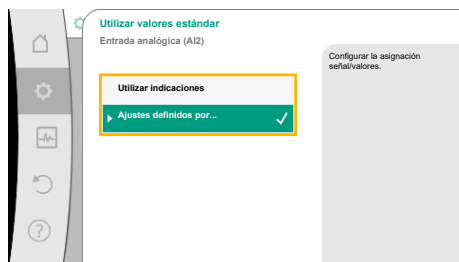 Utilizar valores estándar
Entrada analógica (AI2)
Configurar la asignación
señal/valores.
Utilizar indicaciones
Ajustes definidos por...
?